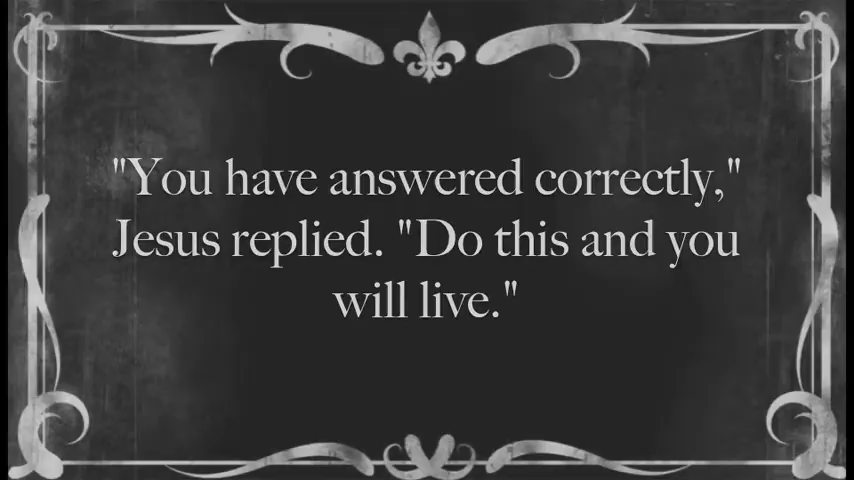 "You have answered correctly,"
Jesus replied. "Do this and you
will live."